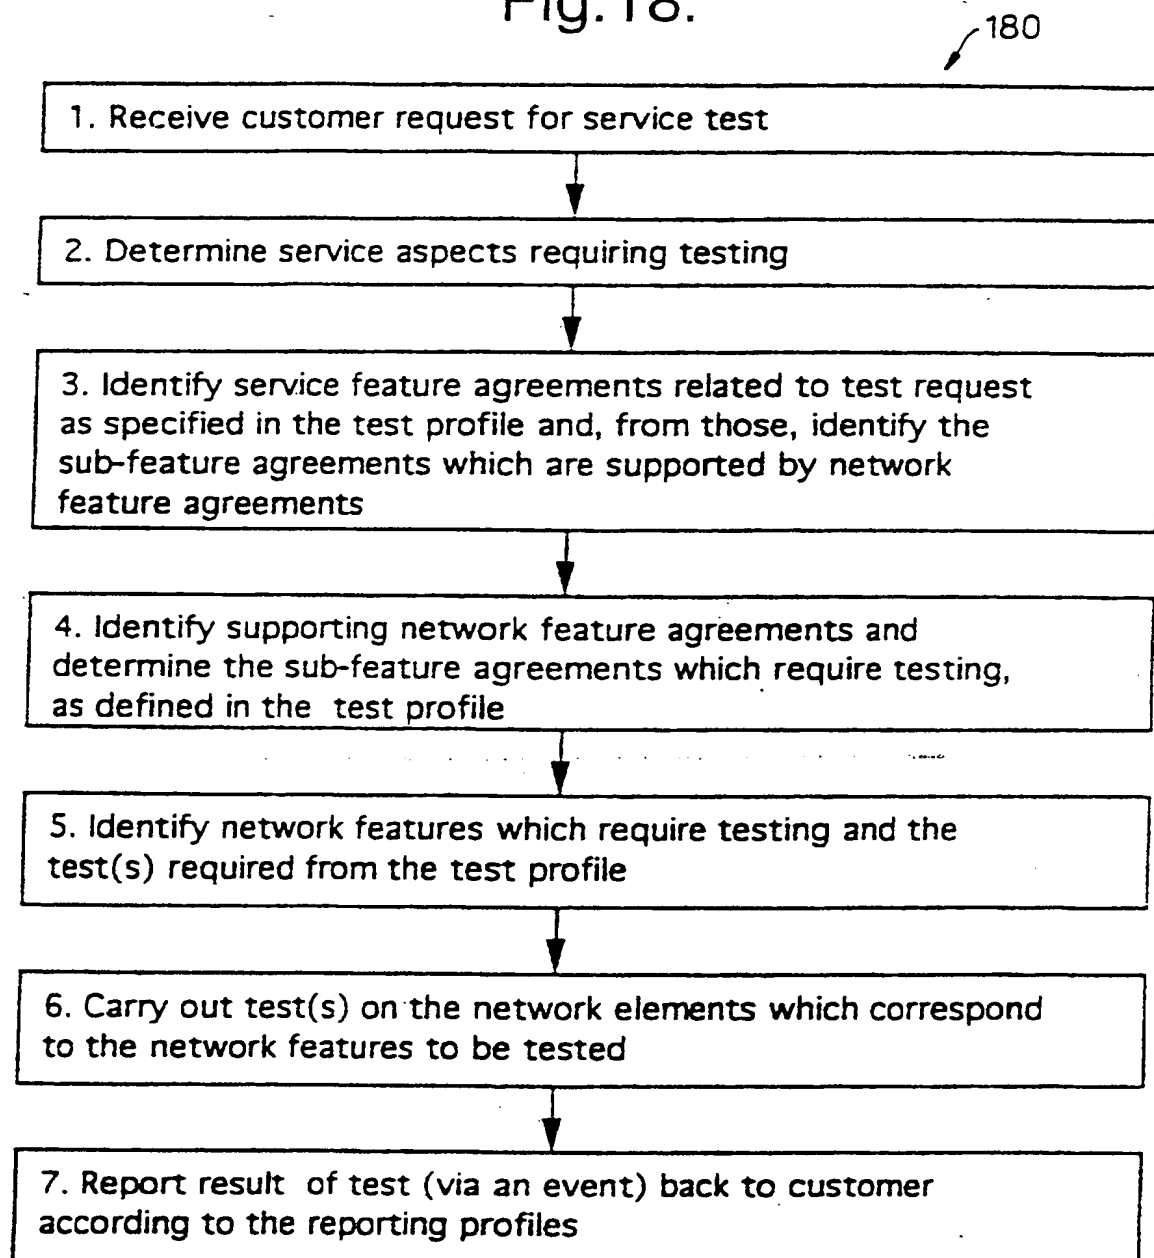 Fig.18.
180
1. Receive customer request for service test
2. Determine service aspects requiring testing
3. Identify service feature agreements related to test request
as specified in the test profile and, from those, identify the
sub-feature agreements which are supported by network
feature agreements
4. Identify supporting network feature agreements and
determine the sub-feature agreements which require testing,
as defined in the test profile
5. Identify network features which require testing and the
test(s) required from the test profile
6. Carry out test(s) on the network elements which correspond
to the network features to be tested
7. Report result of test (via an event) back to customer
according to the reporting profiles